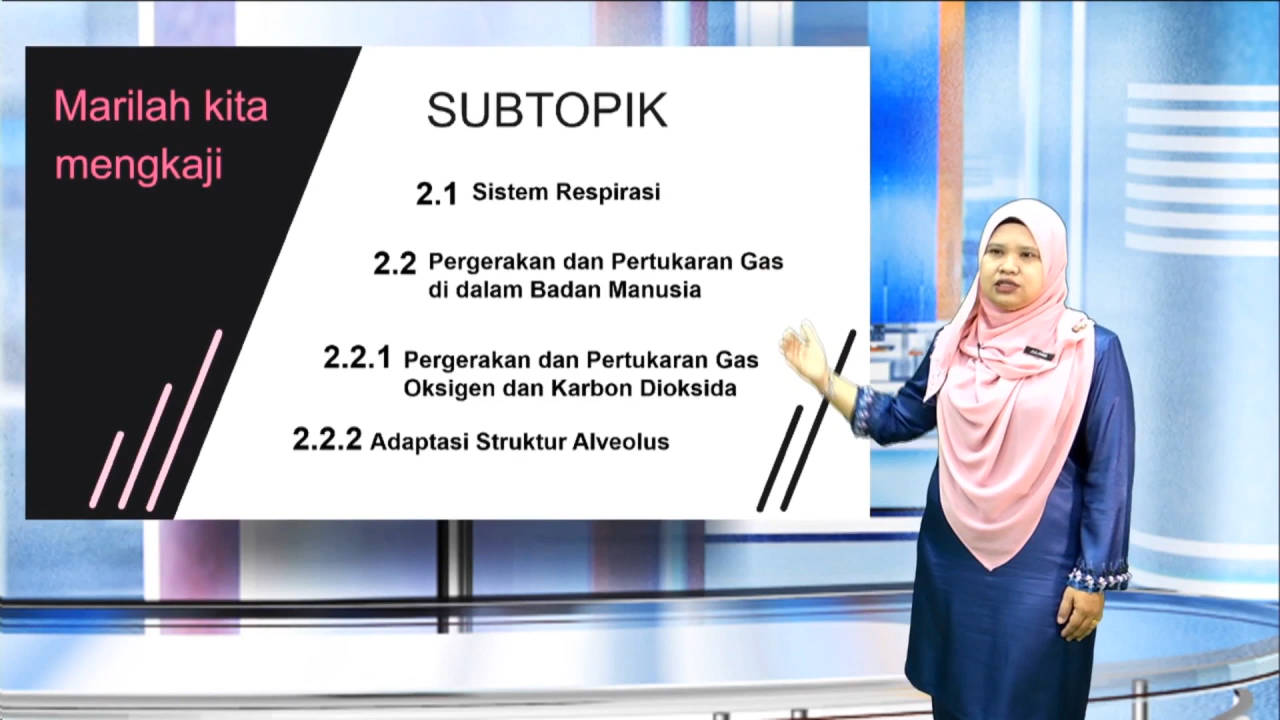 Marilah kita
mengkaji
SUBTOPIK
2.1 Sistem Respirasi
2.2 Pergerakan dan Pertukaran Gas
di dalam Badan Manusia
2.2.1 Pergerakan dan Pertukaran Gas
Oksigen dan Karbon Dioksida
2.2.2 Adaptasi Struktur Alveolus